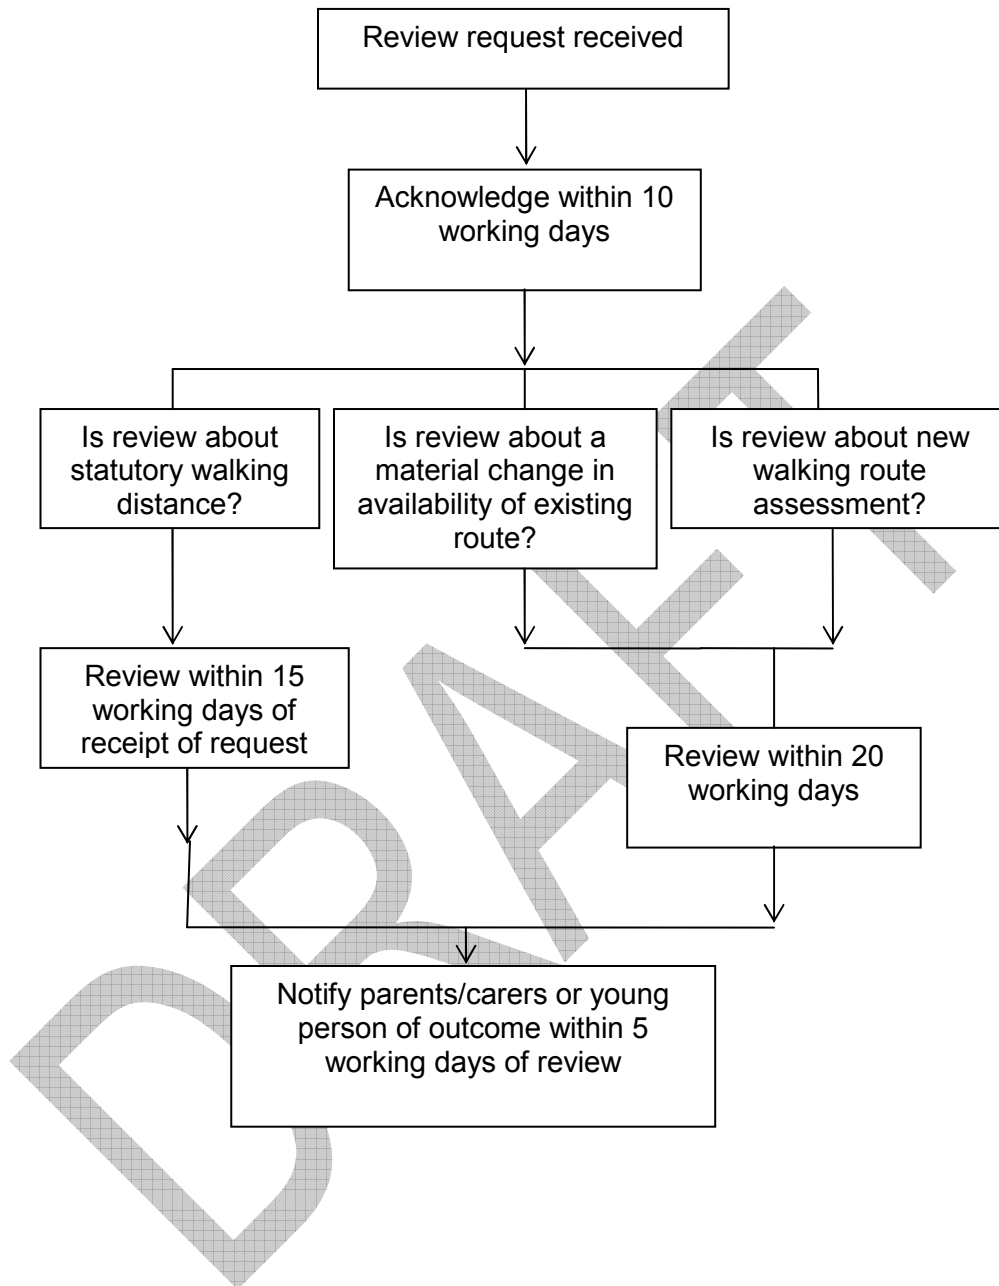 Review request received
Acknowledge within 10
working days
Is review about
statutory walking
distance?
Is review about a
material change in
availability of existing
route?
Is review about new
walking route
assessment?
Review within 15
working days of
receipt of request
Review within 20
working days
Notify parents/carers or young
person of outcome within 5
working days of review
DRAFT